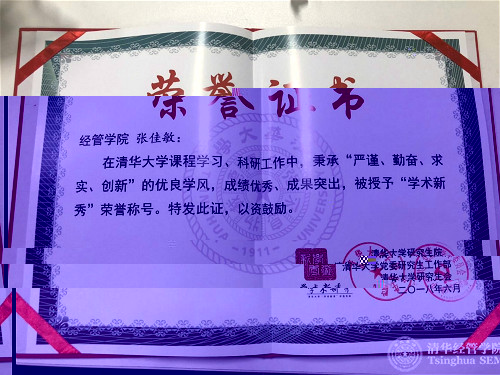 荣誉证书
经管学院 张佳敏：
在清华大学课程学习、科研工作中，秉承“严谨、勤奋、求
实、创新”的优良学风，成绩优秀、成果突出，被授予“学术新
秀”荣誉称号。特发此证，以资鼓励。
清华大学研究生院
清华大学党委研究生工作部
清华大学研究生会
二〇一八年六月
清华经管学院
Tsinghua SEM